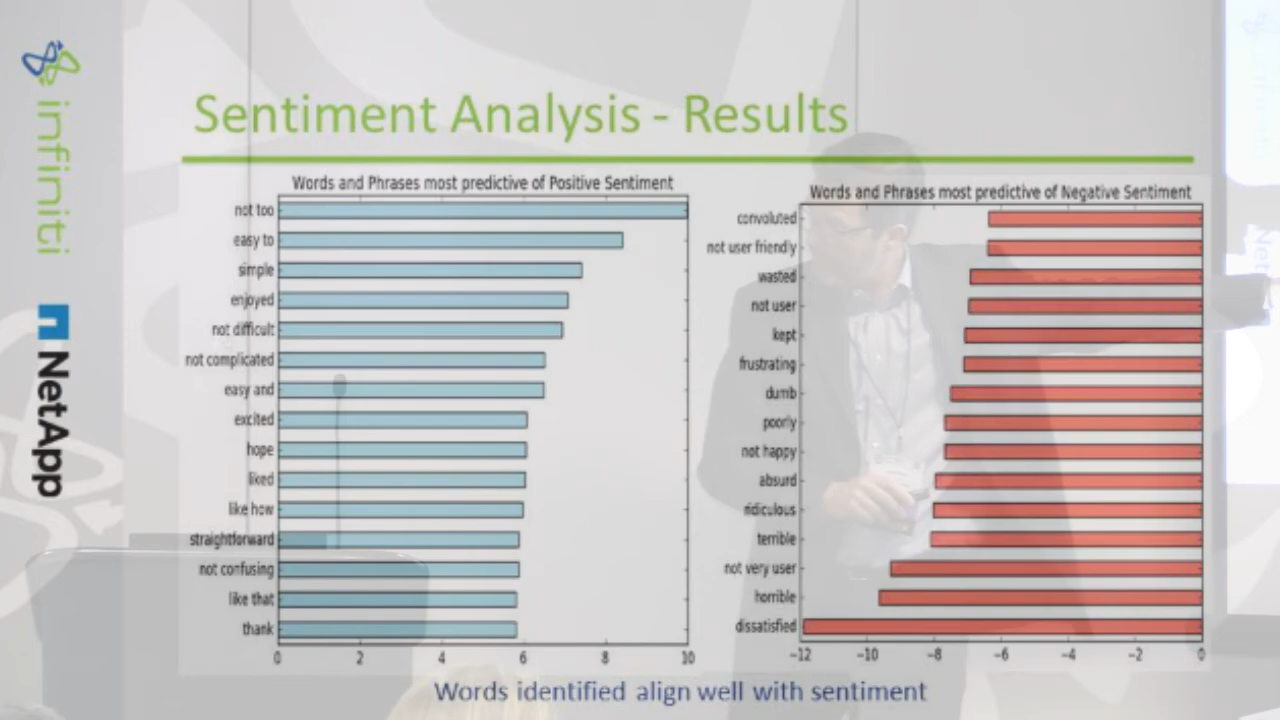 infiniti
NetApp
Sentiment Analysis - Results
Words and Phrases most predictive of Positive Sentiment
not too
easy to
simple
enjoyed
not difficult
not complicated
easy and
excited
hope
liked
like how
straightforward
not confusing
like that
thank
0 2 4 6 8 10
Words and Phrases most predictive of Negative Sentiment
convoluted
not user friendly
wasted
not user
kept
frustrating
dumb
poorly
not happy
absurd
ridiculous
terrible
not very user
horrible
dissatisfied
−12 −10 −8 −6 −4 −2 0
Words identified align well with sentiment